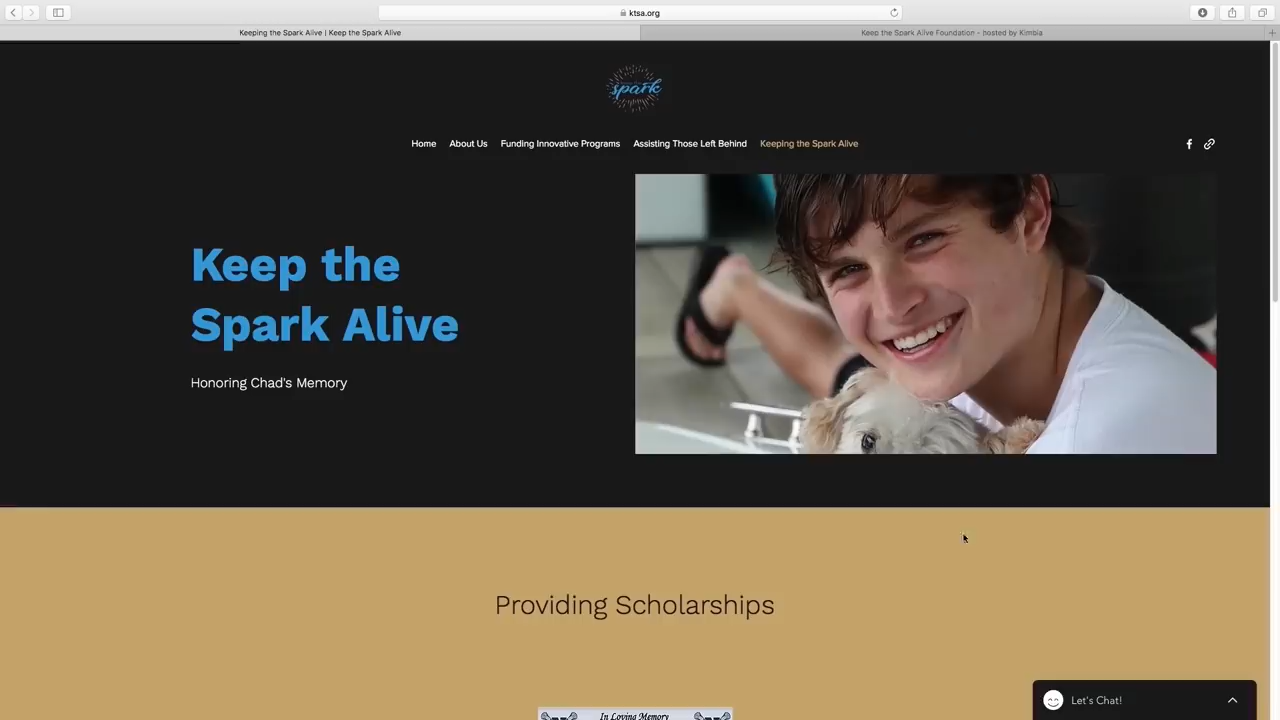 ktsa.org
Keeping the Spark Alive | Keep the Spark Alive
Keep the Spark Alive Foundation - hosted by Kimbia
spark
Home About Us Funding Innovative Programs Assisting Those Left Behind Keeping the Spark Alive
Keep the
Spark Alive
Honoring Chad's Memory
Providing Scholarships
In Loving Memory
Let's Chat!